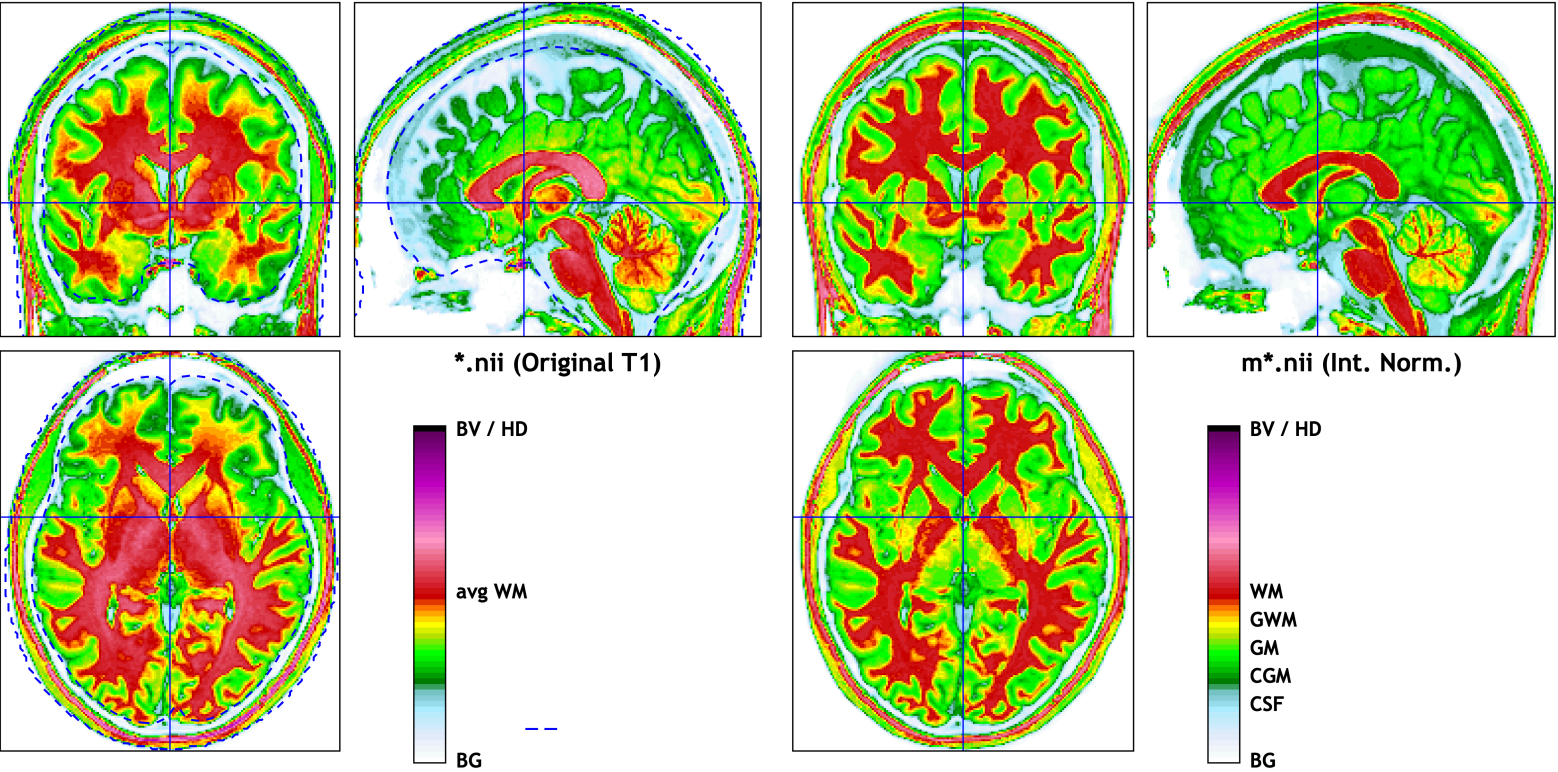 *.nii (Original T1)
m*.nii (Int. Norm.)
BV / HD
avg WM
BG
BV / HD
WM
GWM
GM
CGM
CSF
BG